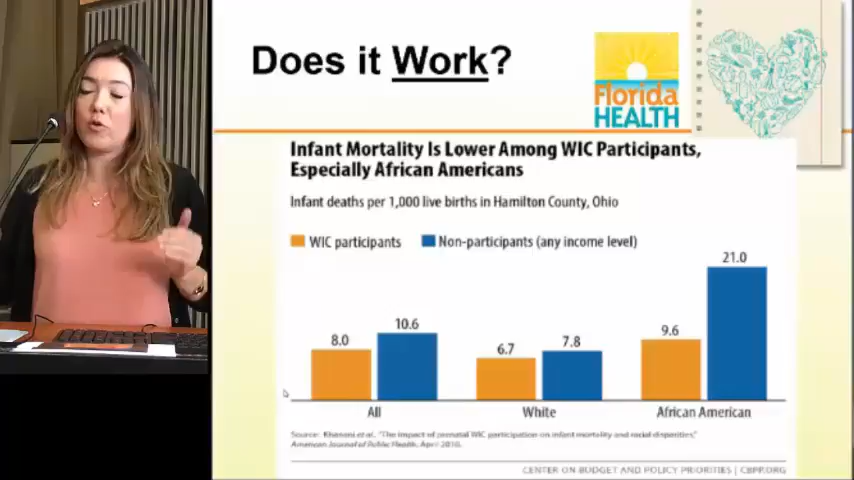 Does it Work?
Florida
HEALTH
Infant Mortality Is Lower Among WIC Participants,
Especially African Americans
Infant deaths per 1,000 live births in Hamilton County, Ohio
WIC participants
Non-participants (any income level)
8.0
10.6
6.7
7.8
9.6
21.0
All
White
African American
Source: Khanani et al., "The impact of prenatal WIC participation on infant mortality and racial disparities,"
American Journal of Public Health, April 2010.
CENTER ON BUDGET AND POLICY PRIORITIES | CBPP.ORG